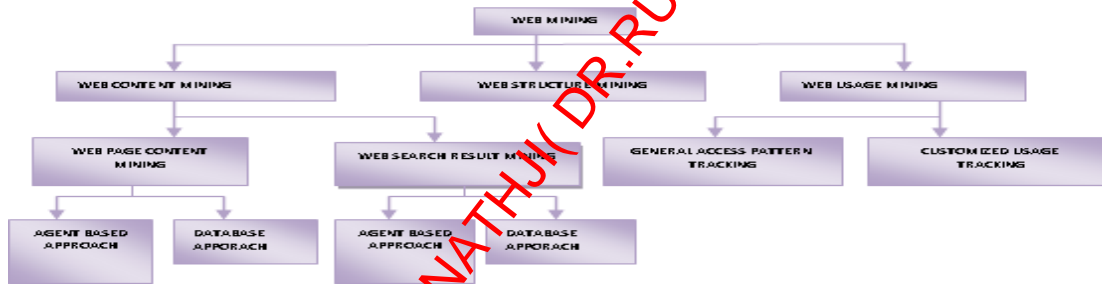 WEB MINING
WEB CONTENT MINING
WEB STRUCTURE MINING
WEB USAGE MINING
WEB PAGE CONTENT
MINING
WEB SEARCH RESULT MINING
GENERAL ACCESS PATTERN
TRACKING
CUSTOMIZED USAGE
TRACKING
AGENT BASED
APPROACH
DATABASE
APPORACH
AGENT BASED
APPROACH
DATABASE
APPORACH
NATHJI( DR.RU